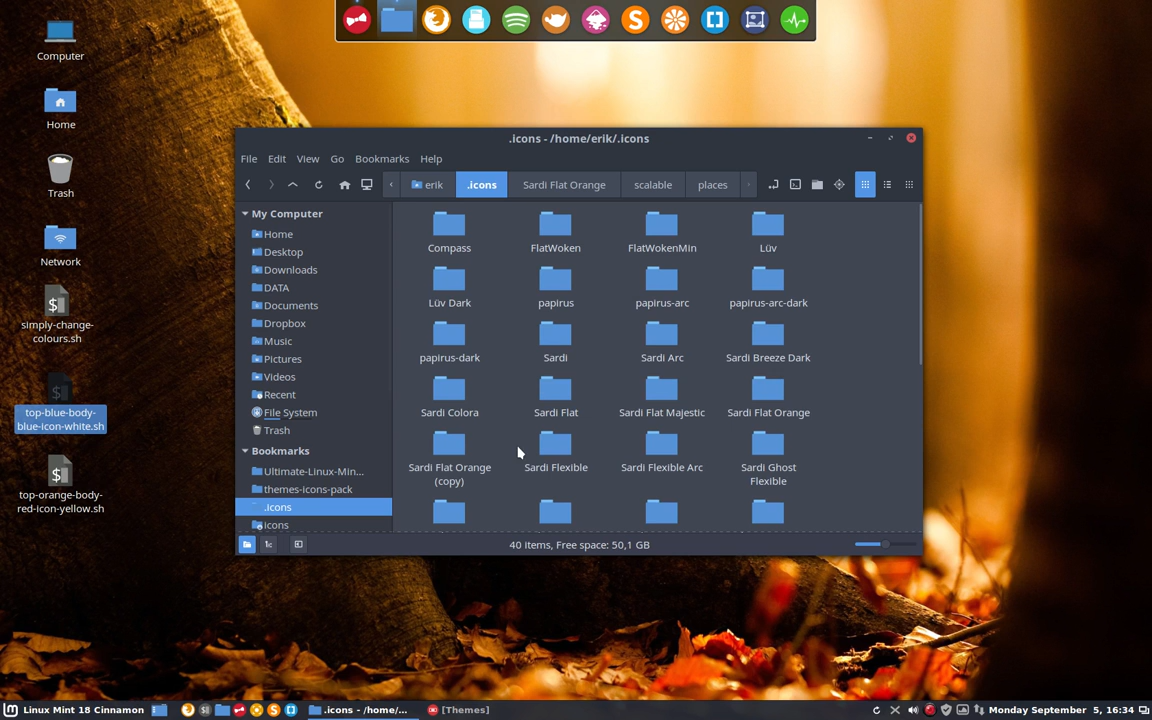 Computer
Home
Trash
Network
simply-change-
colours.sh
top-blue-body-
blue-icon-white.sh
top-orange-body-
red-icon-yellow.sh
.icons - /home/erik/.icons
File Edit View Go Bookmarks Help
erik .icons Sardi Flat Orange scalable places
My Computer
Home
Desktop
Downloads
DATA
Documents
Dropbox
Music
Pictures
Videos
Recent
File System
Trash
Bookmarks
Ultimate-Linux-Min...
themes-icons-pack
.icons
icons
Compass FlatWoken FlatWokenMin Lüv
Lüv Dark papirus papirus-arc papirus-arc-dark
papirus-dark Sardi Sardi Arc Sardi Breeze Dark
Sardi Colora Sardi Flat Sardi Flat Majestic Sardi Flat Orange
Sardi Flat Orange Sardi Flexible Sardi Flexible Arc Sardi Ghost
(copy) Flexible
40 items, Free space: 50,1 GB
Linux Mint 18 Cinnamon .icons - /home/... [Themes] Monday September 5, 16:34